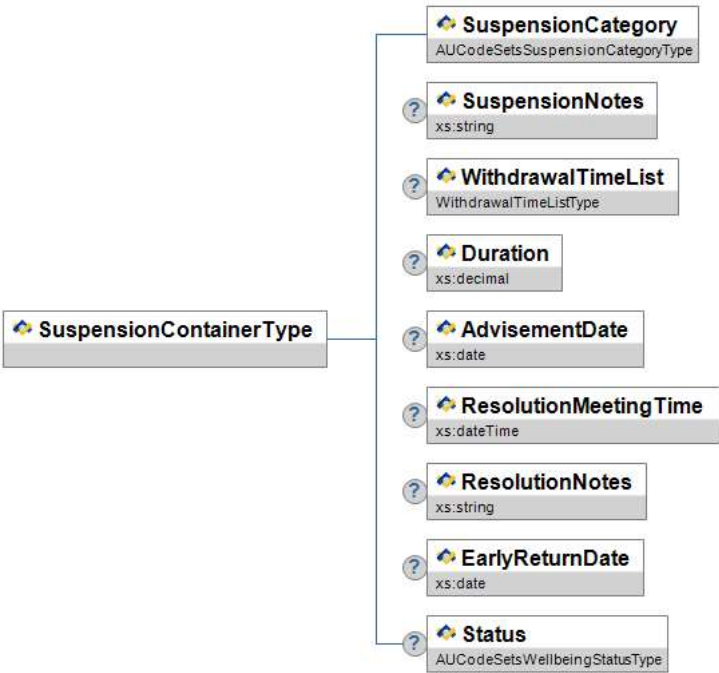 SuspensionCategory
AUCodeSetsSuspensionCategoryType
?
SuspensionNotes
xs:string
?
WithdrawalTimeList
WithdrawalTimeListType
?
Duration
xs:decimal
SuspensionContainerType
?
AdvisementDate
xs:date
?
ResolutionMeetingTime
xs:dateTime
?
ResolutionNotes
xs:string
?
EarlyReturnDate
xs:date
?
Status
AUCodeSetsWellbeingStatusType